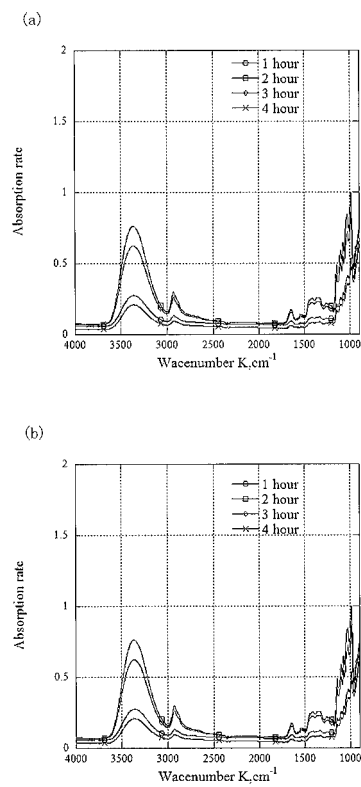 (a)
2
1.5
1
0.5
0
Absorption rate
1 hour
2 hour
3 hour
4 hour
4000 3500 3000 2500 2000 1500 1000
Wacenumber K,cm-1
(b)
2
1.5
1
0.5
0
Absorption rate
1 hour
2 hour
3 hour
4 hour
4000 3500 3000 2500 2000 1500 1000
Wacenumber K,cm-1